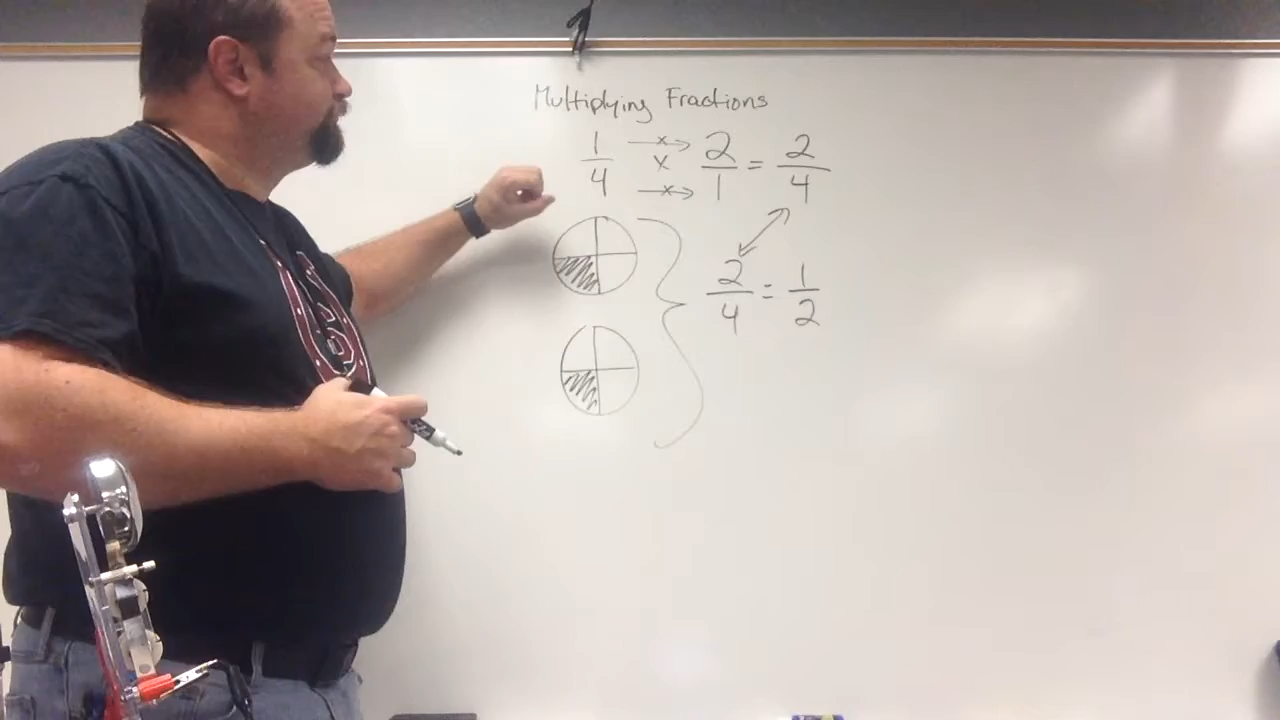 Multiplying Fractions
1/4 x 2/1 = 2/4
2/4 = 1/2